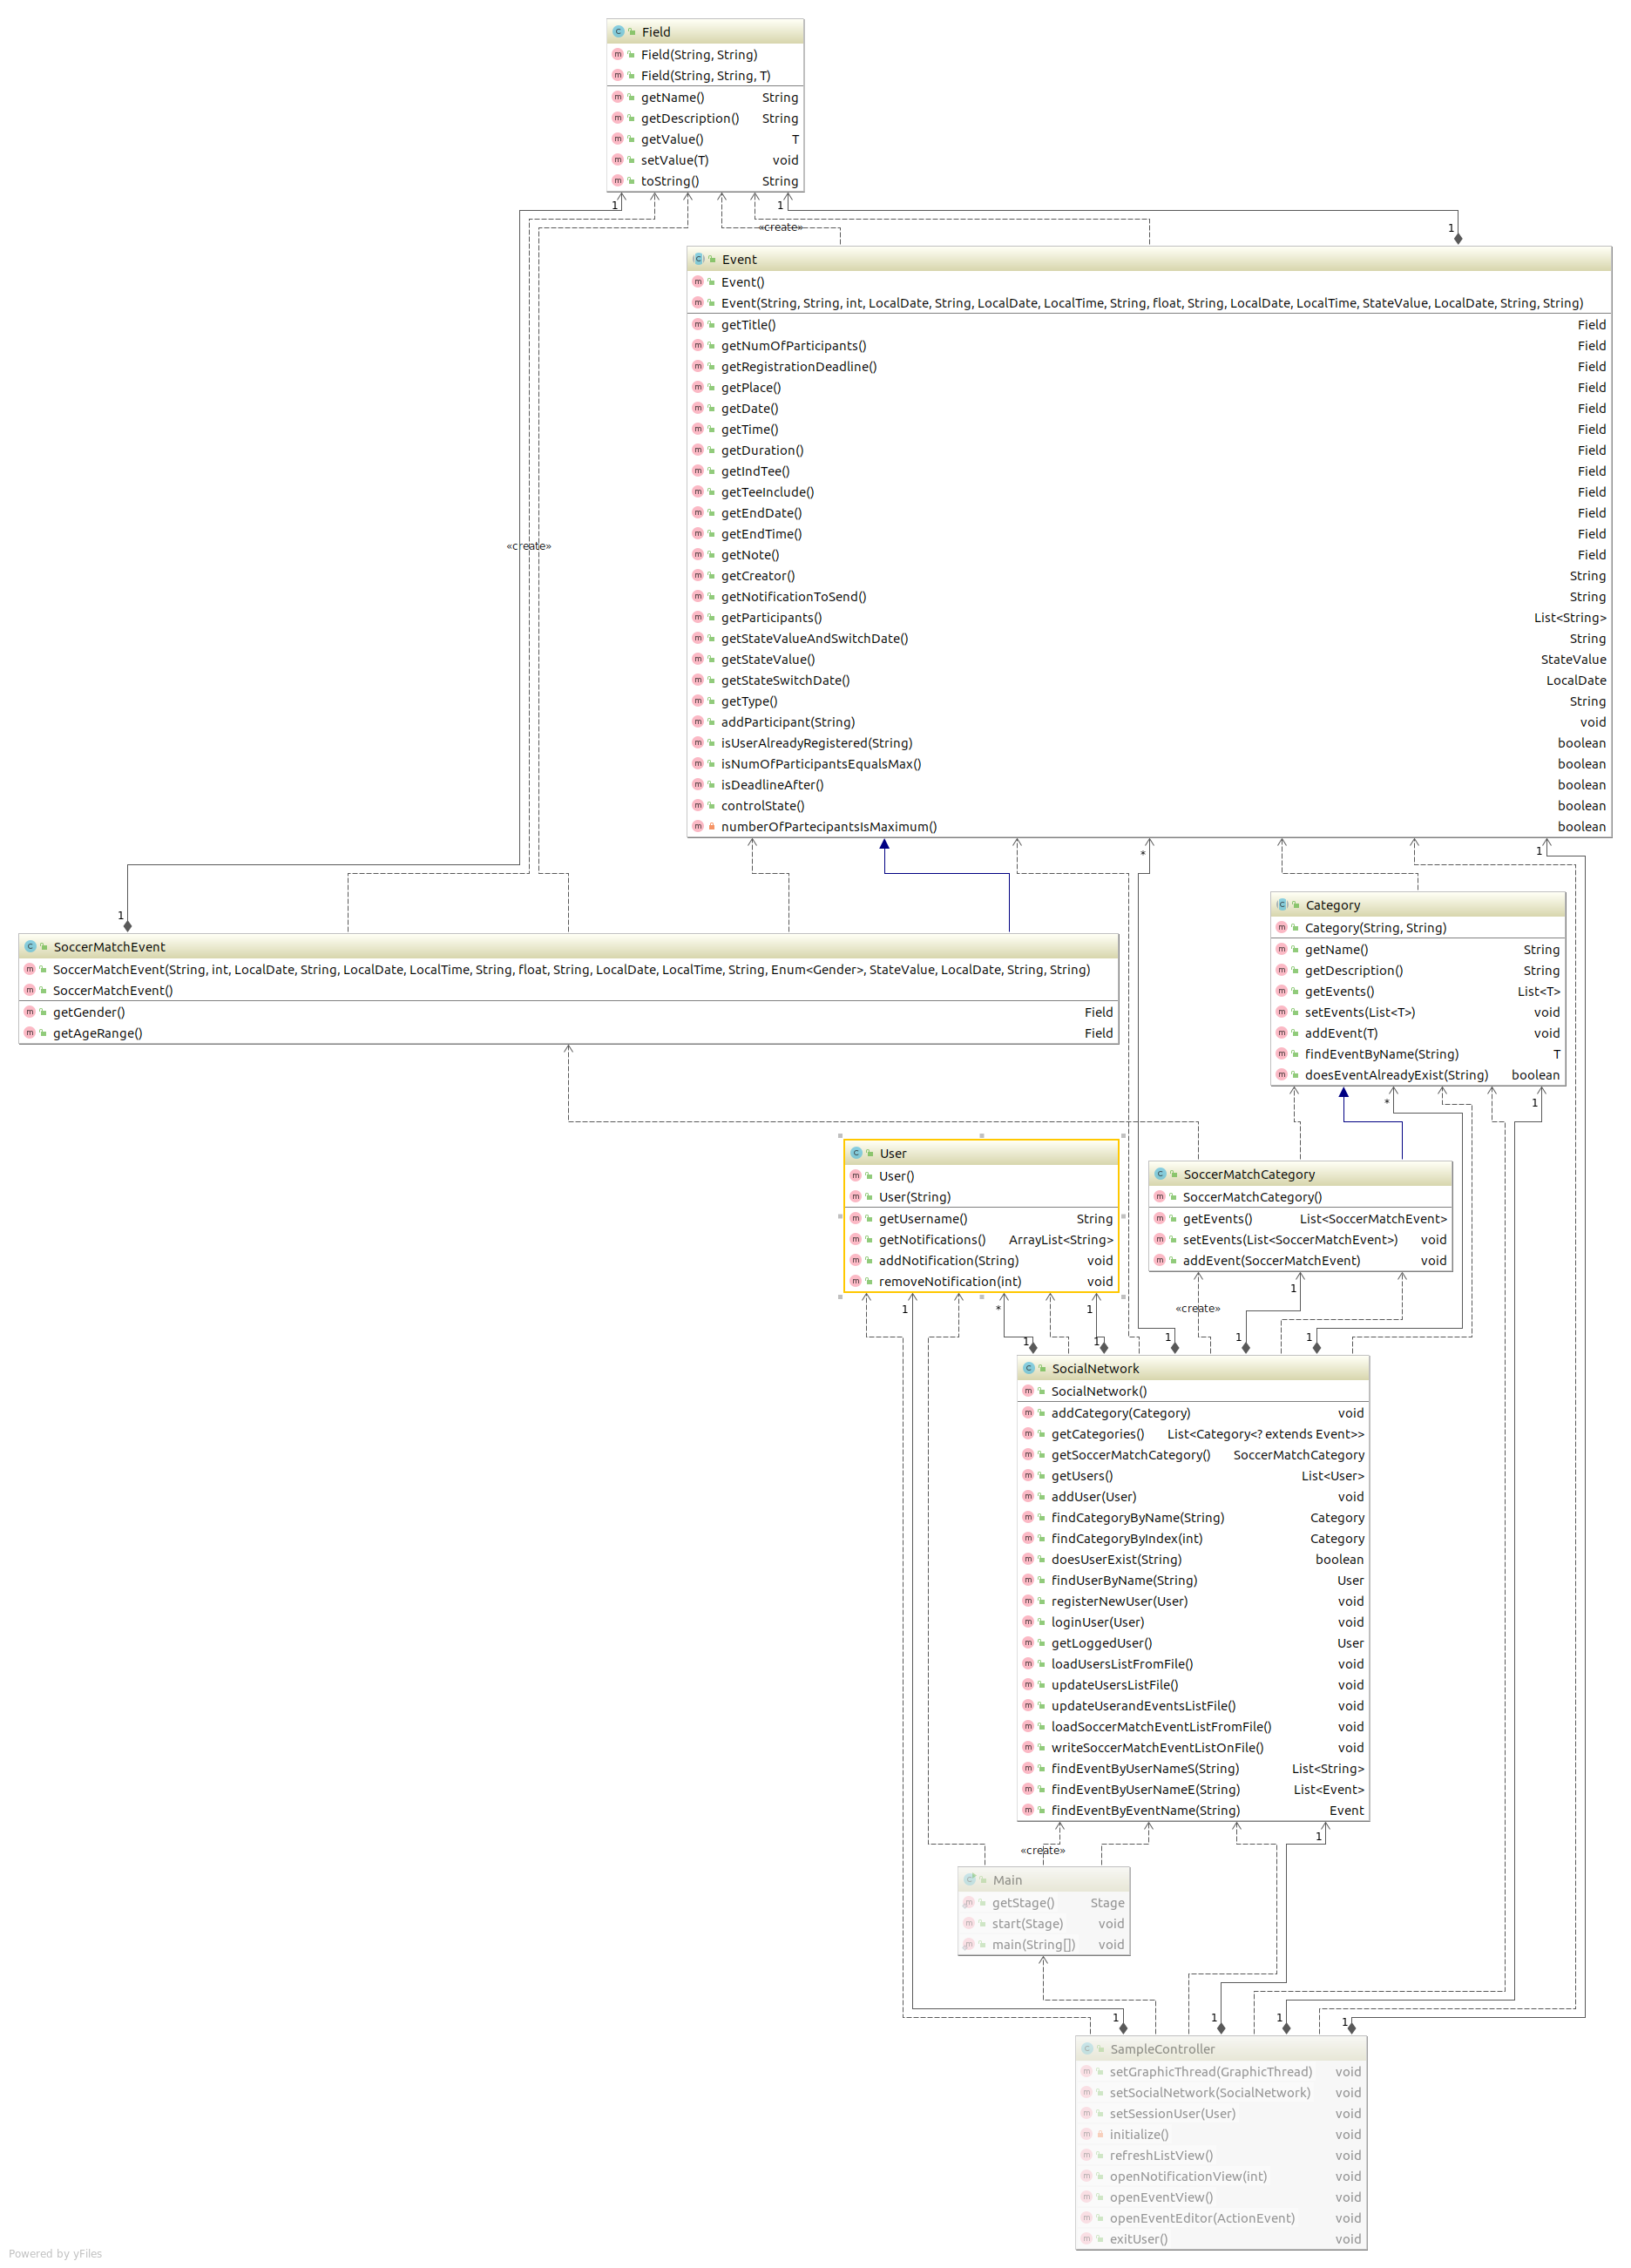 Field
Field(String, String)
Field(String, String, T)
getName() String
getDescription() String
getValue() T
setValue(T) void
toString() String
1 1
«create» 1
Event
Event()
Event(String, String, int, LocalDate, String, LocalDate, LocalTime, String, float, String, LocalDate, LocalTime, StateValue, LocalDate, String, String)
getTitle() Field
getNumOfParticipants() Field
getRegistrationDeadline() Field
getPlace() Field
getDate() Field
getTime() Field
getDuration() Field
getIndTee() Field
getTeeInclude() Field
getEndDate() Field
getEndTime() Field
getNote() Field
getCreator() String
getNotificationToSend() String
getParticipants() List<String>
getStateValueAndSwitchDate() String
getStateValue() StateValue
getStateSwitchDate() LocalDate
getType() String
addParticipant(String) void
isUserAlreadyRegistered(String) boolean
isNumOfParticipantsEqualsMax() boolean
isDeadlineAfter() boolean
controlState() boolean
numberOfPartecipantsIsMaximum() boolean
«create»
* 1
1
SoccerMatchEvent
SoccerMatchEvent(String, int, LocalDate, String, LocalDate, LocalTime, String, float, String, LocalDate, LocalTime, String, Enum<Gender>, StateValue, LocalDate, String, String)
SoccerMatchEvent()
getGender() Field
getAgeRange() Field
Category
Category(String, String)
getName() String
getDescription() String
getEvents() List<T>
setEvents(List<T>) void
addEvent(T) void
findEventByName(String) T
doesEventAlreadyExist(String) boolean
* 1
User
User()
User(String)
getUsername() String
getNotifications() ArrayList<String>
addNotification(String) void
removeNotification(int) void
SoccerMatchCategory
SoccerMatchCategory()
getEvents() List<SoccerMatchEvent>
setEvents(List<SoccerMatchEvent>) void
addEvent(SoccerMatchEvent) void
1 * 1 «create» 1
1 1 1 1 1
SocialNetwork
SocialNetwork()
addCategory(Category) void
getCategories() List<Category<? extends Event>>
getSoccerMatchCategory() SoccerMatchCategory
getUsers() List<User>
addUser(User) void
findCategoryByName(String) Category
findCategoryByIndex(int) Category
doesUserExist(String) boolean
findUserByName(String) User
registerNewUser(User) void
loginUser(User) void
getLoggedUser() User
loadUsersListFromFile() void
updateUsersListFile() void
updateUserandEventsListFile() void
loadSoccerMatchEventListFromFile() void
writeSoccerMatchEventListOnFile() void
findEventByUserNameS(String) List<String>
findEventByUserNameE(String) List<Event>
findEventByEventName(String) Event
«create» 1
Main
getStage() Stage
start(Stage) void
main(String[]) void
1 1 1 1
SampleController
setGraphicThread(GraphicThread) void
setSocialNetwork(SocialNetwork) void
setSessionUser(User) void
initialize() void
refreshListView() void
openNotificationView(int) void
openEventView() void
openEventEditor(ActionEvent) void
exitUser() void
Powered by yFiles